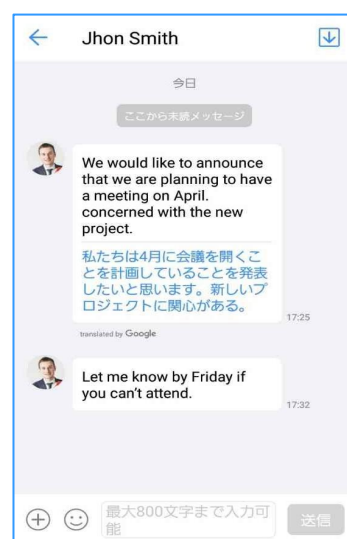 Jhon Smith
今日
ここから未読メッセージ
We would like to announce
that we are planning to have
a meeting on April.
concerned with the new
project.
私たちは4月に会議を開くこ
とを計画していることを発表
したいと思います。新しいプ
ロジェクトに関心がある。
17:25
translated by Google
Let me know by Friday if
you can't attend.
17:32
最大800文字まで入力可
能
送信